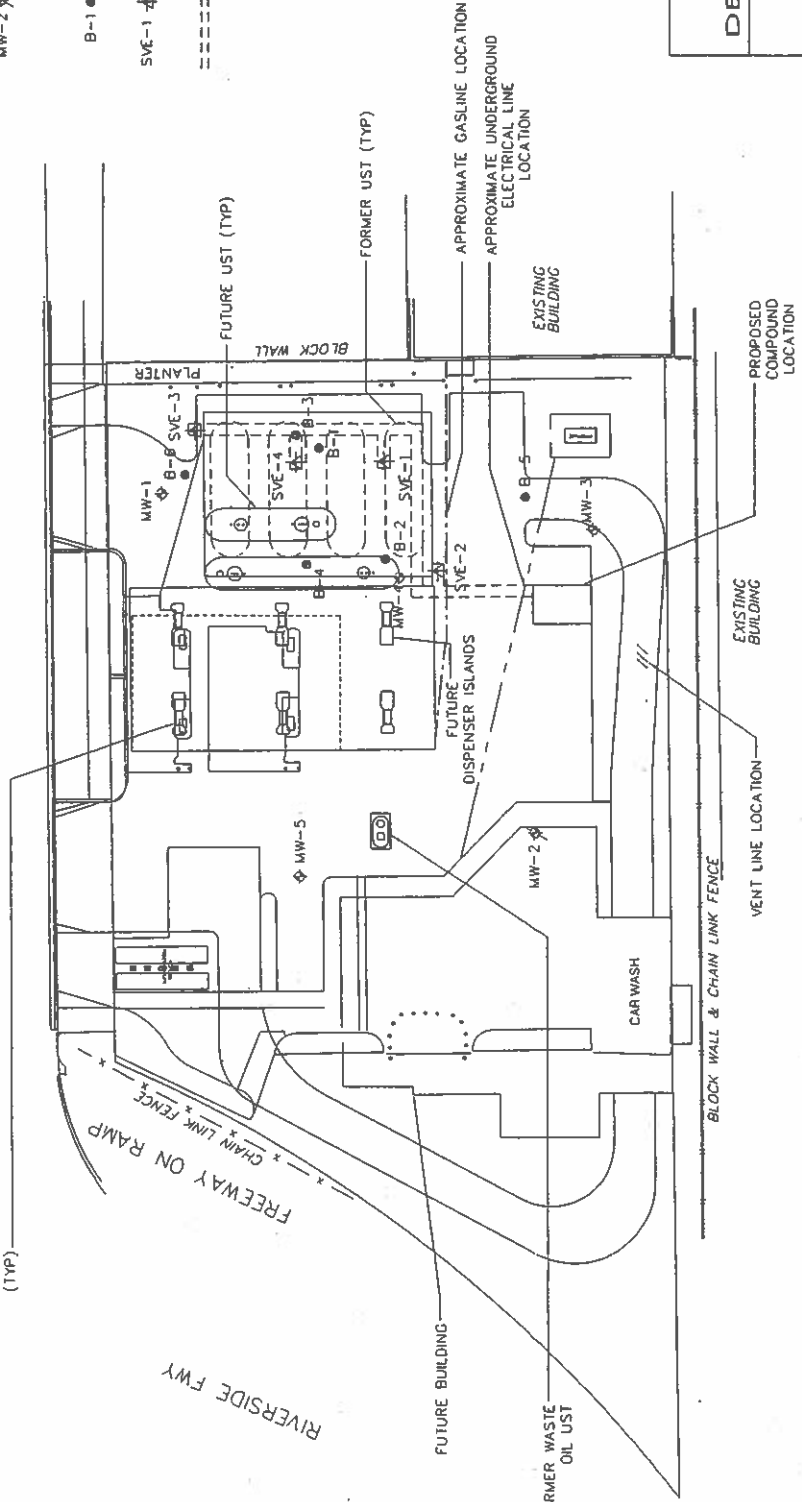 MW-2
B-1
SVE-1
(TYP)
FUTURE UST (TYP)
FORMER UST (TYP)
APPROXIMATE GASLINE LOCATION
APPROXIMATE UNDERGROUND
ELECTRICAL LINE
LOCATION
BLOCK WALL
PLANTER
SVE-3
B-6
MW-1
B-3
B-1
SVE-4
SVE-1
B-2
B-4
SVE-2
B-5
MW-3
EXISTING
BUILDING
PROPOSED
COMPOUND
LOCATION
FUTURE
DISPENSER ISLANDS
MW-5
MW-2
EXISTING
BUILDING
VENT LINE LOCATION
BLOCK WALL & CHAIN LINK FENCE
CAR WASH
CHAIN LINK FENCE
FREEWAY ON RAMP
RIVERSIDE FWY
FUTURE BUILDING
RMER WASTE
OIL UST